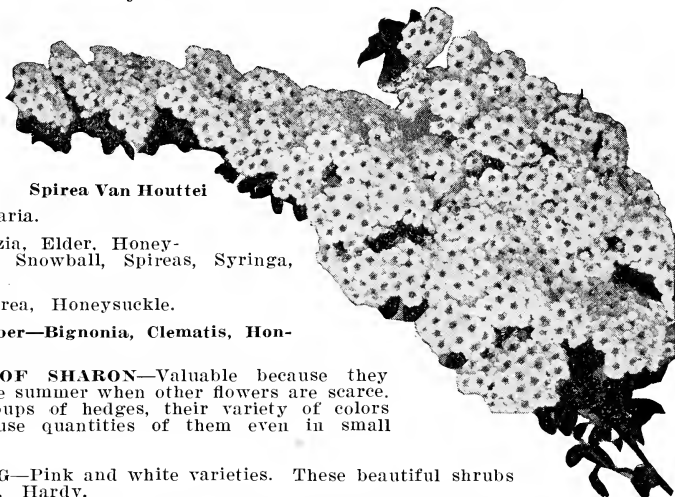 Spirea Van Houttei
aria.
zia, Elder, Honey-
Snowball, Spireas, Syringa,
rea, Honeysuckle.
ber—Bignonia, Clematis, Hon-
OF SHARON—Valuable because they
e summer when other flowers are scarce.
ups of hedges, their variety of colors
use quantities of them even in small
G—Pink and white varieties. These beautiful shrubs
. Hardy.